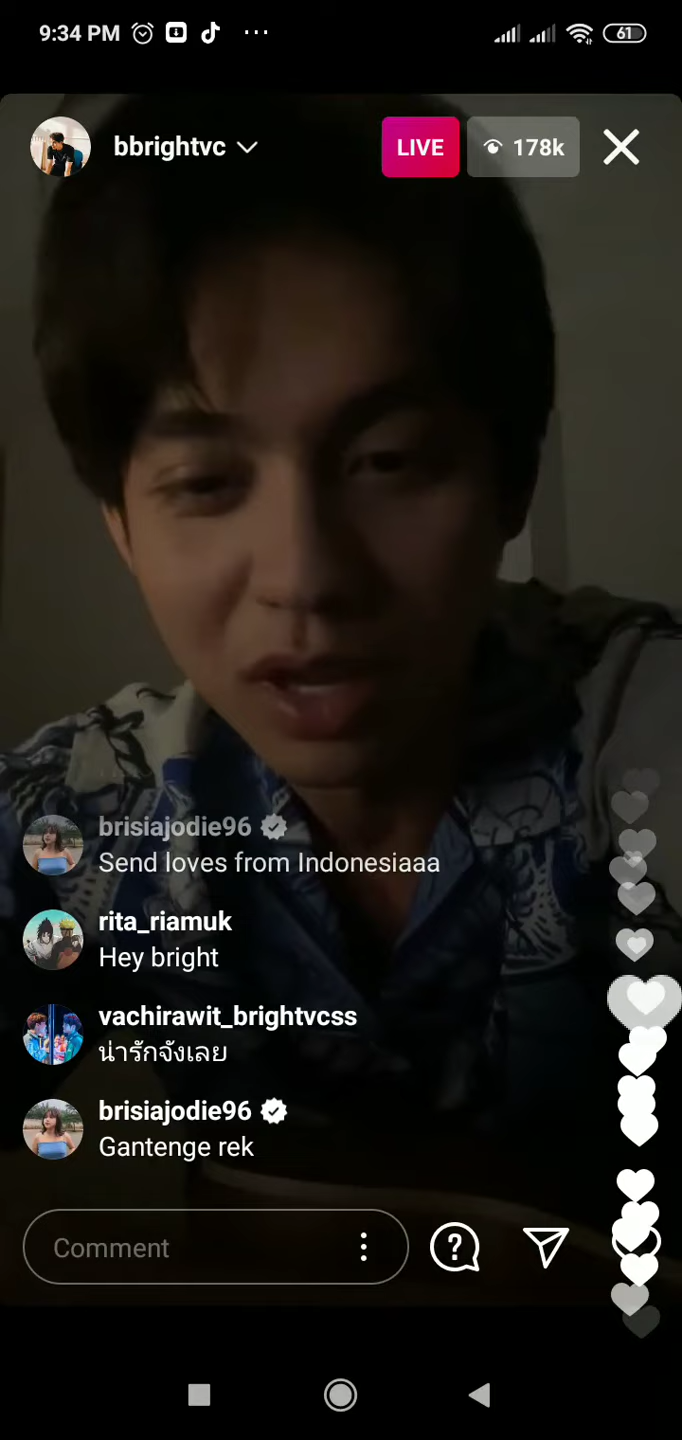 9:34 PM
61
bbrightvc
LIVE
178k
brisiajodie96
Send loves from Indonesiaaa
rita_riamuk
Hey bright
vachirawit_brightvcss
น่ารักจังเลย
brisiajodie96
Gantenge rek
Comment